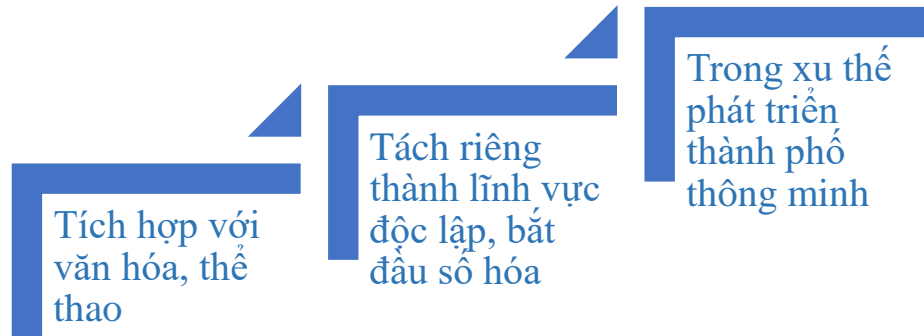 Tích hợp với
văn hóa, thể
thao
Tách riêng
thành lĩnh vực
độc lập, bắt
đầu số hóa
Trong xu thế
phát triển
thành phố
thông minh